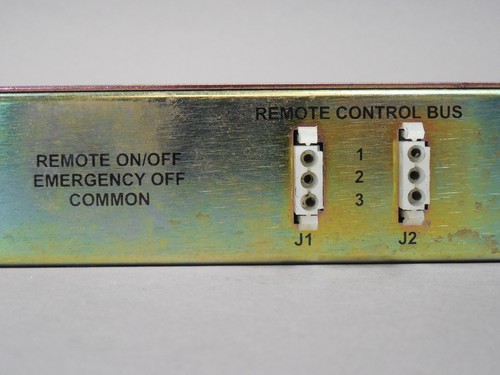 REMOTE CONTROL BUS
REMOTE ON/OFF 1
EMERGENCY OFF 2
COMMON 3
J1 J2